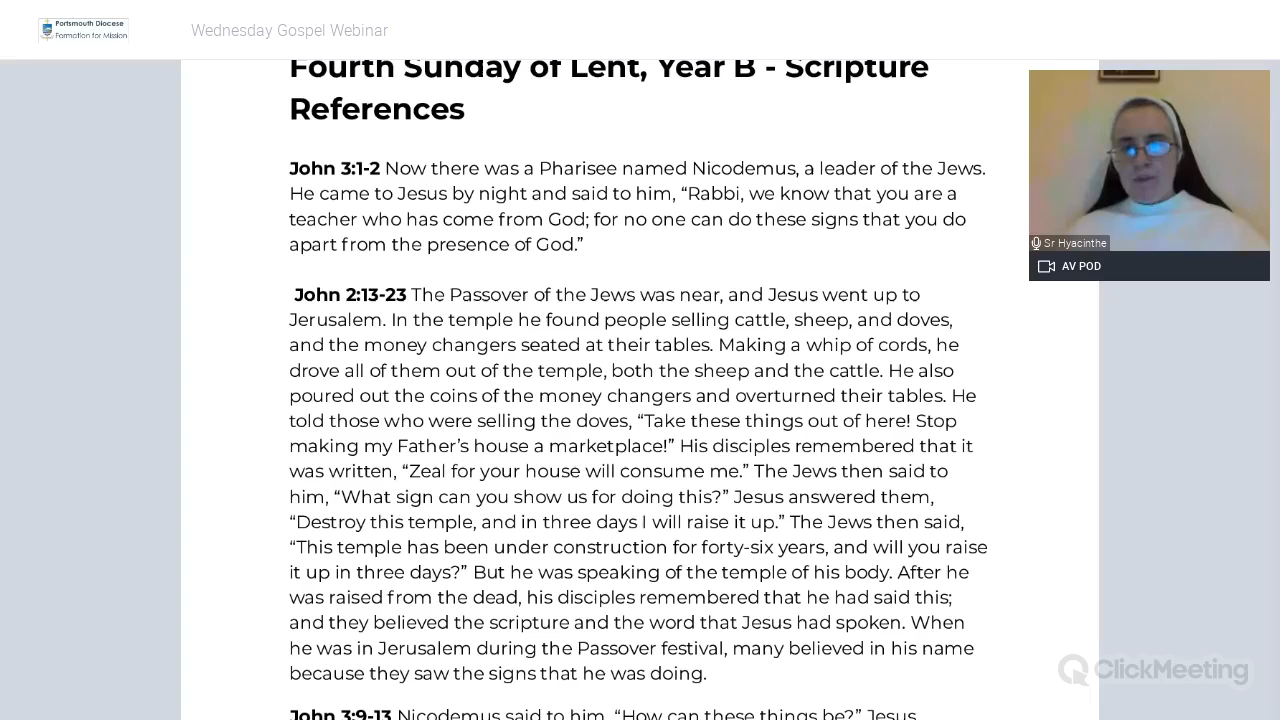 Portsmouth Diocese
Formation for Mission
Wednesday Gospel Webinar
Fourth Sunday of Lent, Year B - Scripture
References
John 3:1-2 Now there was a Pharisee named Nicodemus, a leader of the Jews.
He came to Jesus by night and said to him, “Rabbi, we know that you are a
teacher who has come from God; for no one can do these signs that you do
apart from the presence of God.”
John 2:13-23 The Passover of the Jews was near, and Jesus went up to
Jerusalem. In the temple he found people selling cattle, sheep, and doves,
and the money changers seated at their tables. Making a whip of cords, he
drove all of them out of the temple, both the sheep and the cattle. He also
poured out the coins of the money changers and overturned their tables. He
told those who were selling the doves, “Take these things out of here! Stop
making my Father’s house a marketplace!” His disciples remembered that it
was written, “Zeal for your house will consume me.” The Jews then said to
him, “What sign can you show us for doing this?” Jesus answered them,
“Destroy this temple, and in three days I will raise it up.” The Jews then said,
“This temple has been under construction for forty-six years, and will you raise
it up in three days?” But he was speaking of the temple of his body. After he
was raised from the dead, his disciples remembered that he had said this;
and they believed the scripture and the word that Jesus had spoken. When
he was in Jerusalem during the Passover festival, many believed in his name
because they saw the signs that he was doing.
John 3:9-13 Nicodemus said to him, “How can these things be?” Jesus
Sr Hyacinthe
AV POD
ClickMeeting